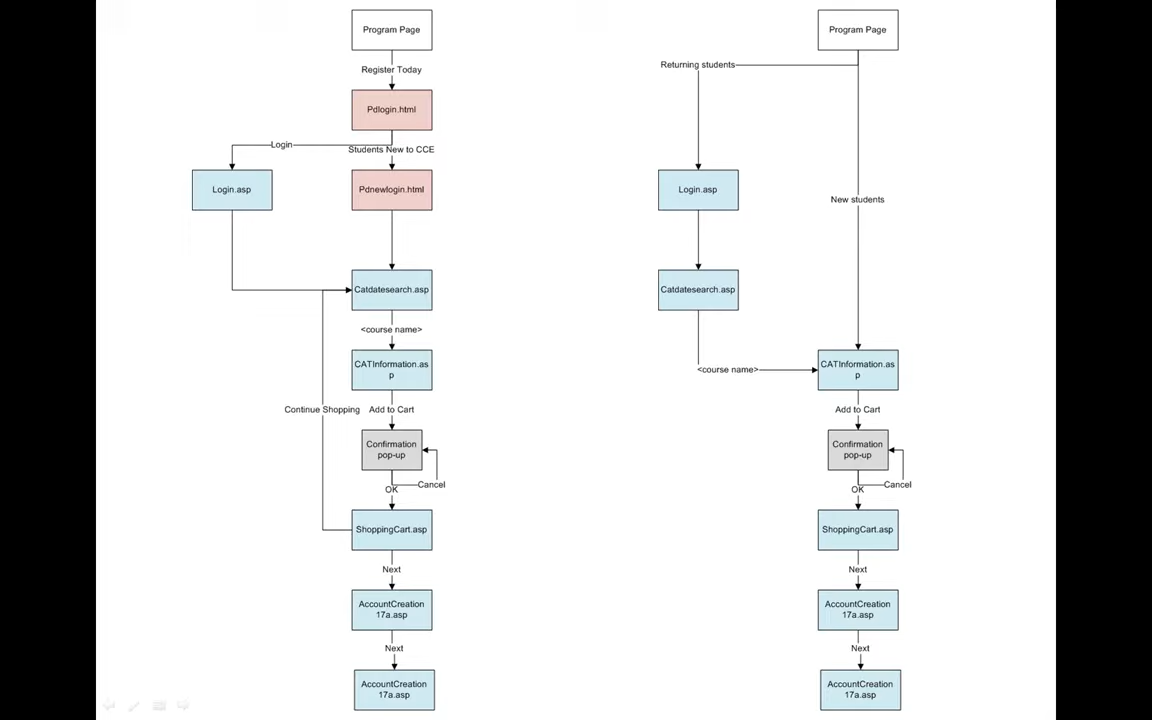 Program Page
Register Today
Pdlogin.html
Login
Students New to CCE
Login.asp
Pdnewlogin.html
Catdatesearch.asp
<course name>
CATInformation.as
p
Continue Shopping
Add to Cart
Confirmation
pop-up
Cancel
OK
ShoppingCart.asp
Next
AccountCreation
17a.asp
Next
AccountCreation
17a.asp
Program Page
Returning students
Login.asp
New students
Catdatesearch.asp
<course name>
CATInformation.as
p
Add to Cart
Confirmation
pop-up
Cancel
OK
ShoppingCart.asp
Next
AccountCreation
17a.asp
Next
AccountCreation
17a.asp